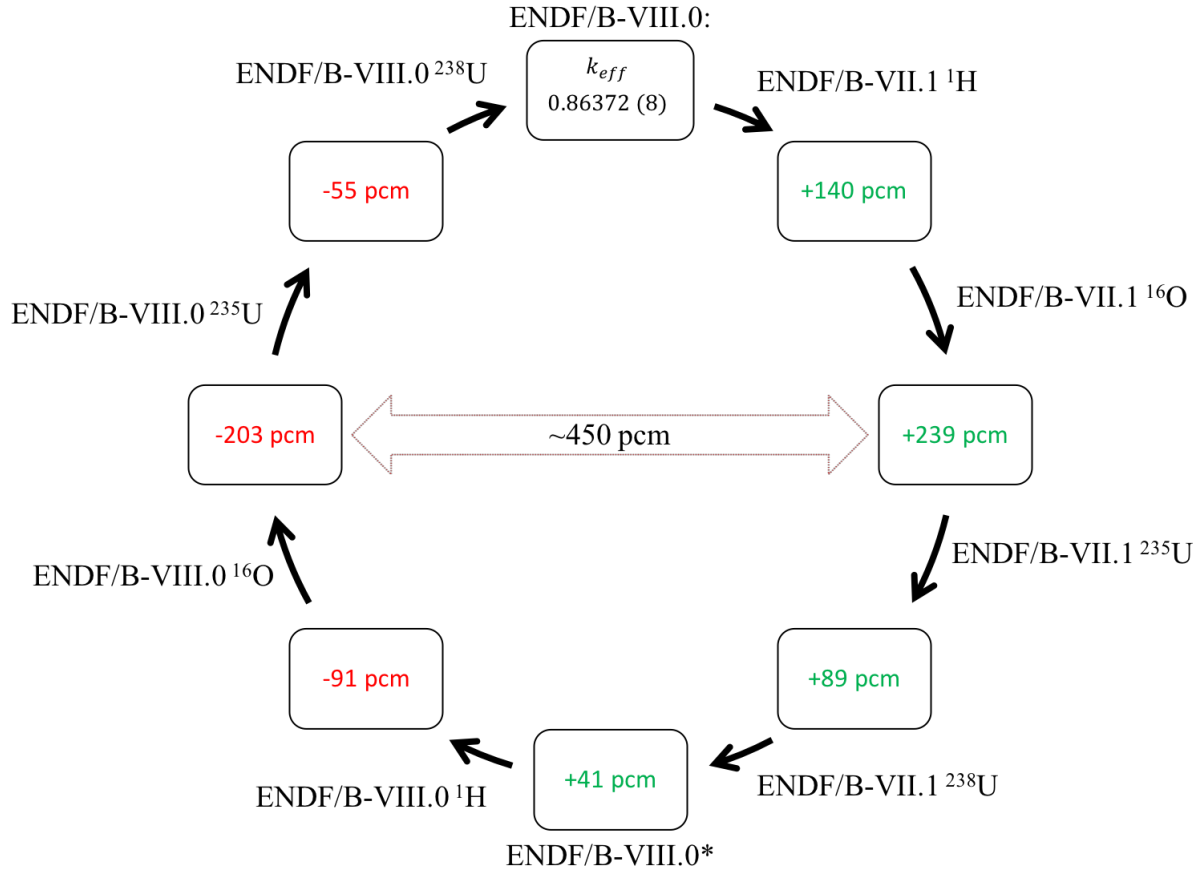 ENDF/B-VIII.0:
k_eff
0.86372 (8)
ENDF/B-VII.1 ¹H
+140 pcm
ENDF/B-VII.1 ¹⁶O
+239 pcm
ENDF/B-VII.1 ²³⁵U
+89 pcm
ENDF/B-VII.1 ²³⁸U
+41 pcm
ENDF/B-VIII.0*
ENDF/B-VIII.0 ¹H
-91 pcm
ENDF/B-VIII.0 ¹⁶O
-203 pcm
ENDF/B-VIII.0 ²³⁵U
-55 pcm
ENDF/B-VIII.0 ²³⁸U
~450 pcm